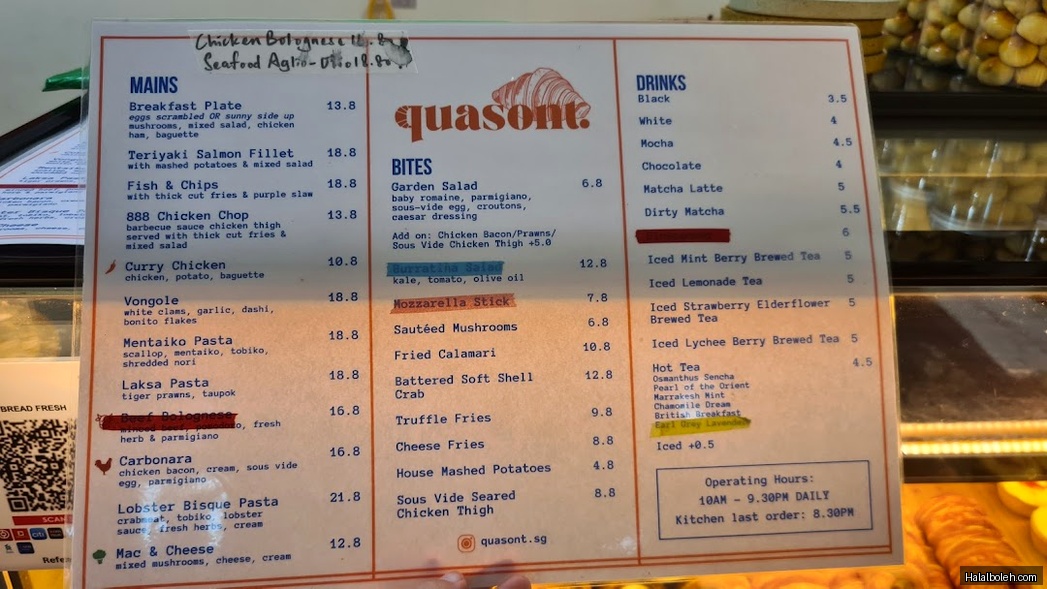 Chicken Bolognese
Seafood Aglio-Olio 18.80
MAINS
Breakfast Plate 13.8
eggs scrambled OR sunny side up
mushrooms, mixed salad, chicken
ham, baguette
Teriyaki Salmon Fillet 18.8
with mashed potatoes & mixed salad
Fish & Chips 18.8
with thick cut fries & purple slaw
888 Chicken Chop 13.8
barbecue sauce chicken thigh
served with thick cut fries &
mixed salad
Curry Chicken 10.8
chicken, potato, baguette
Vongole 18.8
white clams, garlic, dashi,
bonito flakes
Mentaiko Pasta 18.8
scallop, mentaiko, tobiko,
shredded nori
Laksa Pasta 18.8
tiger prawns, taupok
Beef Bolognese 16.8
minced beef, pomodoro, fresh
herb & parmigiano
Carbonara 16.8
chicken bacon, cream, sous vide
egg, parmigiano
Lobster Bisque Pasta 21.8
crabmeat, tobiko, lobster
sauce, fresh herbs, cream
Mac & Cheese 12.8
mixed mushrooms, cheese, cream
quasont.
BITES
Garden Salad 6.8
baby romaine, parmigiano,
sous-vide egg, croutons,
caesar dressing
Add on: Chicken Bacon/Prawns/
Sous Vide Chicken Thigh +5.0
Burratina Salad 12.8
kale, tomato, olive oil
Mozzarella Stick 7.8
Sautéed Mushrooms 6.8
Fried Calamari 10.8
Battered Soft Shell 12.8
Crab
Truffle Fries 9.8
Cheese Fries 8.8
House Mashed Potatoes 4.8
Sous Vide Seared 8.8
Chicken Thigh
quasont.sg
DRINKS
Black 3.5
White 4
Mocha 4.5
Chocolate 4
Matcha Latte 5
Dirty Matcha 5.5
6
Iced Mint Berry Brewed Tea 5
Iced Lemonade Tea 5
Iced Strawberry Elderflower 5
Brewed Tea
Iced Lychee Berry Brewed Tea 5
Hot Tea 4.5
Osmanthus Sencha
Pearl of the Orient
Marrakesh Mint
Chamomile Dream
British Breakfast
Earl Grey Lavender
Iced +0.5
Operating Hours:
10AM – 9.30PM DAILY
Kitchen last order: 8.30PM
BREAD FRESH
SCAN
Halalboleh.com